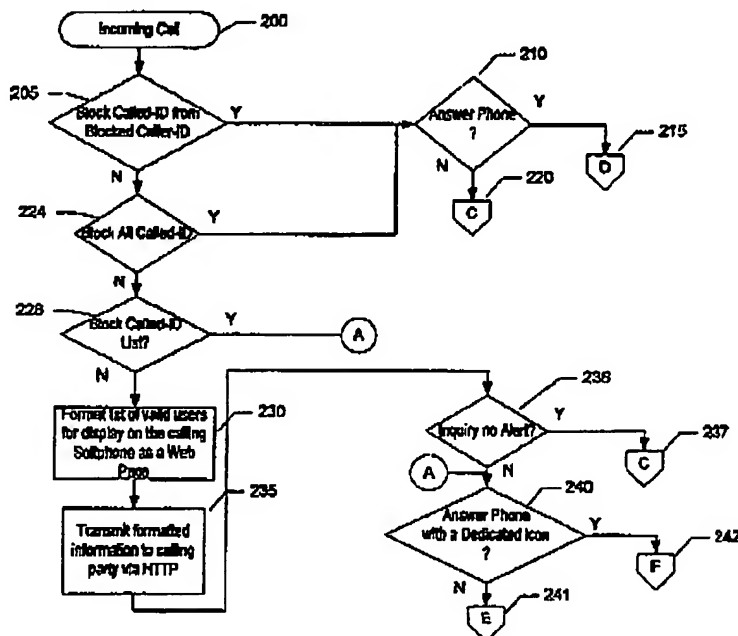 Incoming Call
200
205
Block Called-ID from
Blocked Caller-ID
Y
N
210
Answer Phone
?
Y
N
215
D
220
C
224
Block All Called-ID
Y
N
228
Block Called-ID
List?
Y
A
N
Format list of valid users
for display on the calling
Softphone as a Web
Page
230
235
Transmit formatted
information to calling
party via HTTP
236
Inquiry no Alert?
Y
N
C
237
A
240
Answer Phone
with a Dedicated Icon
?
Y
N
F
242
E
241